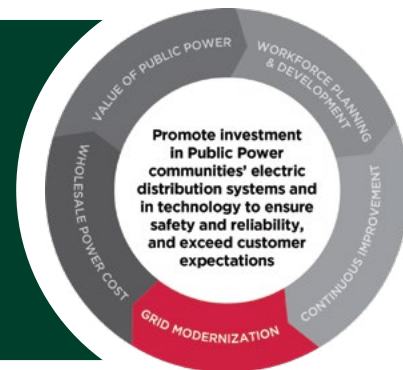 VALUE OF PUBLIC POWER
WORKFORCE PLANNING
& DEVELOPMENT
Promote investment
in Public Power
communities' electric
distribution systems and
in technology to ensure
safety and reliability,
and exceed customer
expectations
WHOLESALE POWER COST
CONTINUOUS IMPROVEMENT
GRID MODERNIZATION